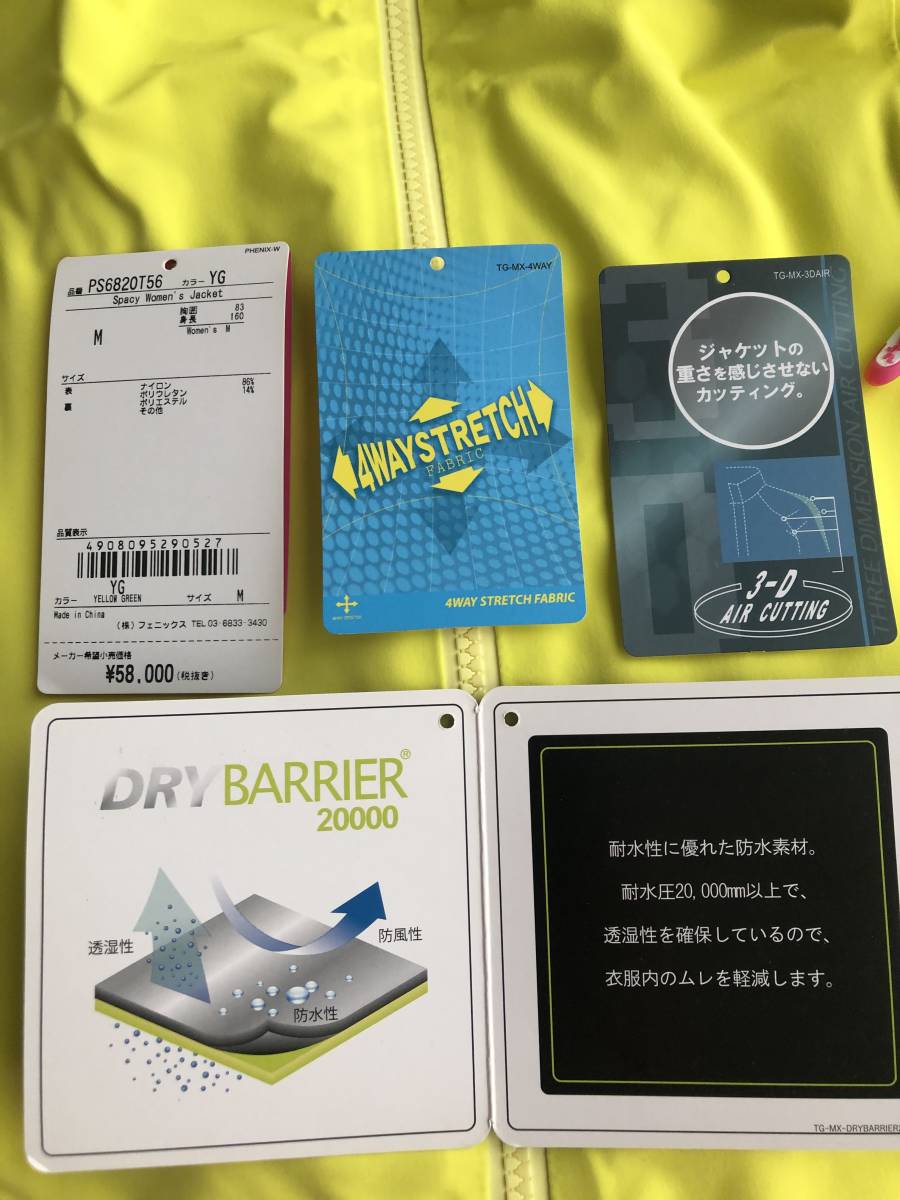 PHENIX-W
品番 PS6820T56 カラー YG
Spacy Women's Jacket
胸囲 83
身長 160
M
Women's M
サイズ
表 ナイロン 86%
ポリウレタン 14%
裏 ポリエステル
その他
品質表示
4908095290527
YG
カラー YELLOW GREEN サイズ M
Made in China
(株) フェニックス TEL 03-6833-3430
メーカー希望小売価格
¥58,000(税抜き)
TG-MX-4WAY
4WAYSTRETCH
FABRIC
4WAY STRETCH FABRIC
TG-MX-3DAIR
ジャケットの
重さを感じさせない
カッティング。
3-D
AIR CUTTING
THREE DIMENSION AIR CUTTING
DRY BARRIER®
20000
透湿性
防風性
防水性
耐水性に優れた防水素材。
耐水圧20,000mm以上で、
透湿性を確保しているので、
衣服内のムレを軽減します。
TG-MX-DRYBARRIER